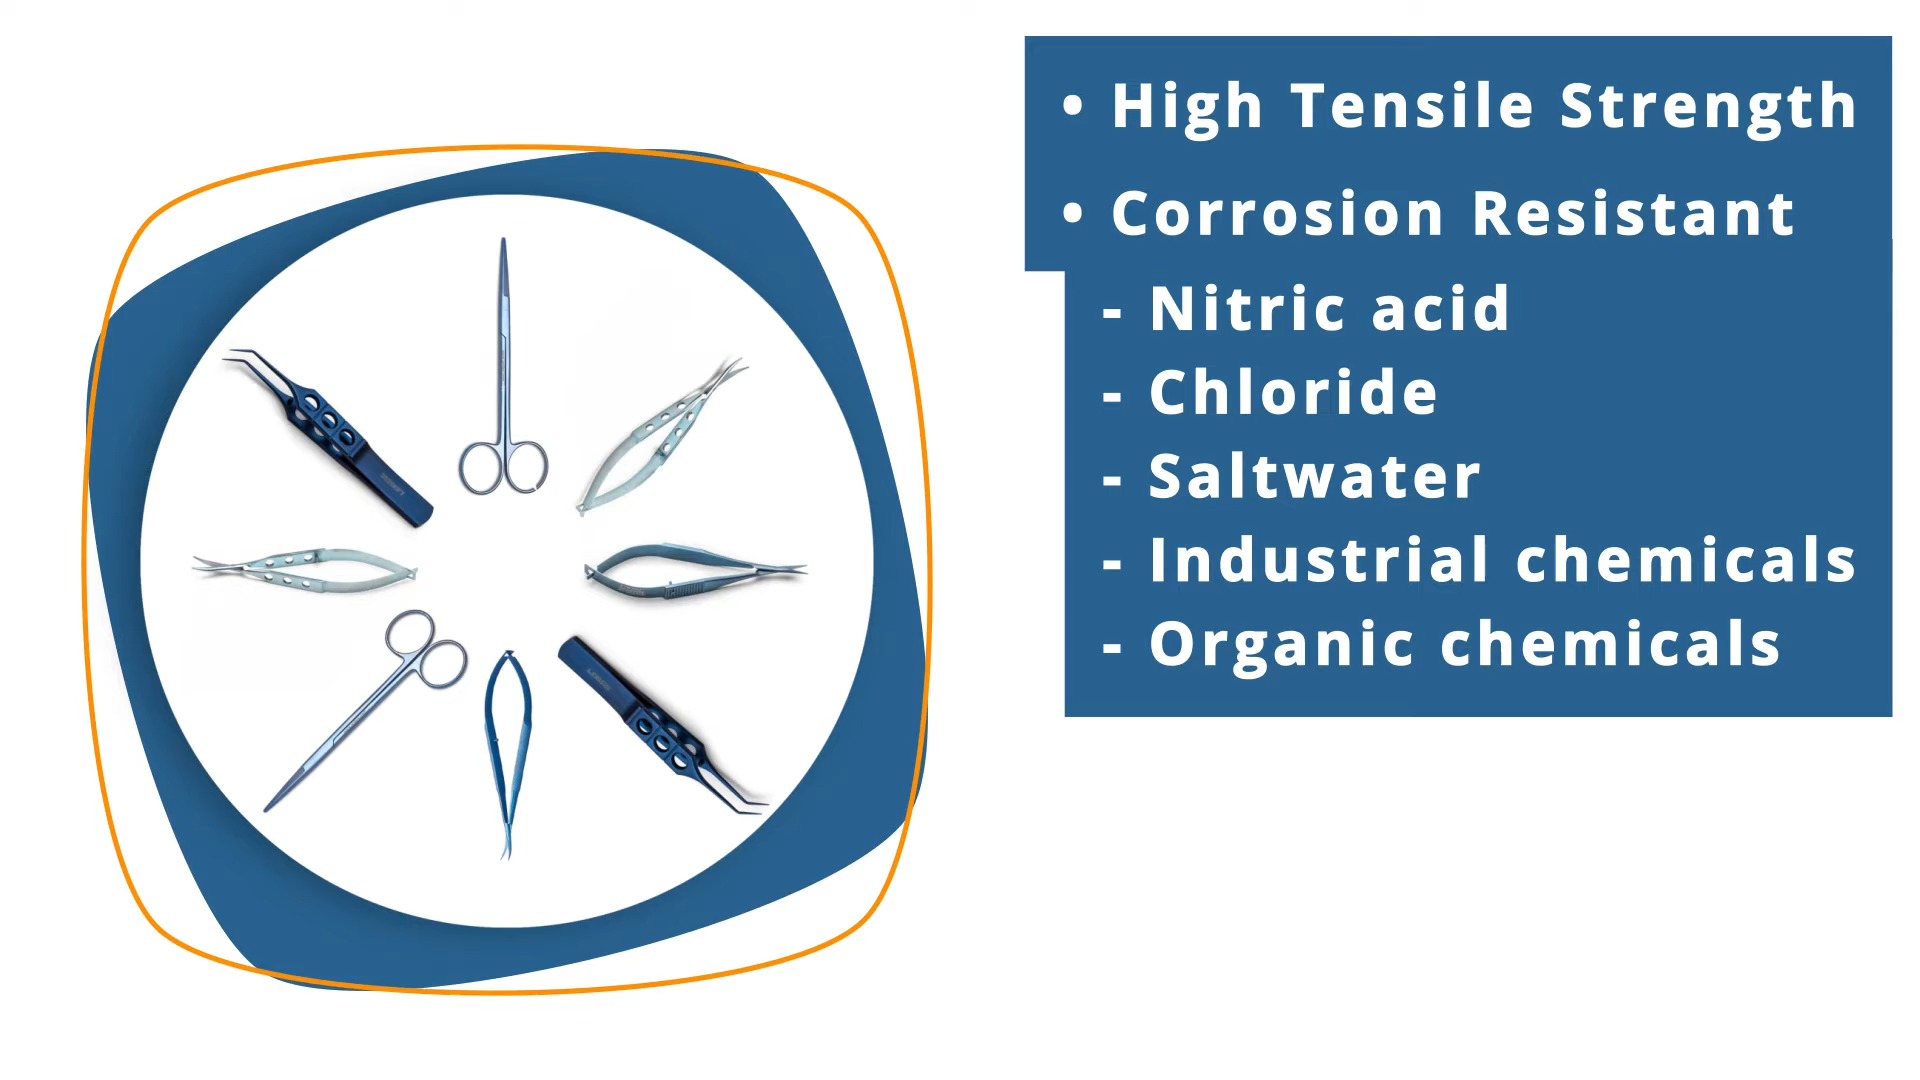 • High Tensile Strength
• Corrosion Resistant
- Nitric acid
- Chloride
- Saltwater
- Industrial chemicals
- Organic chemicals